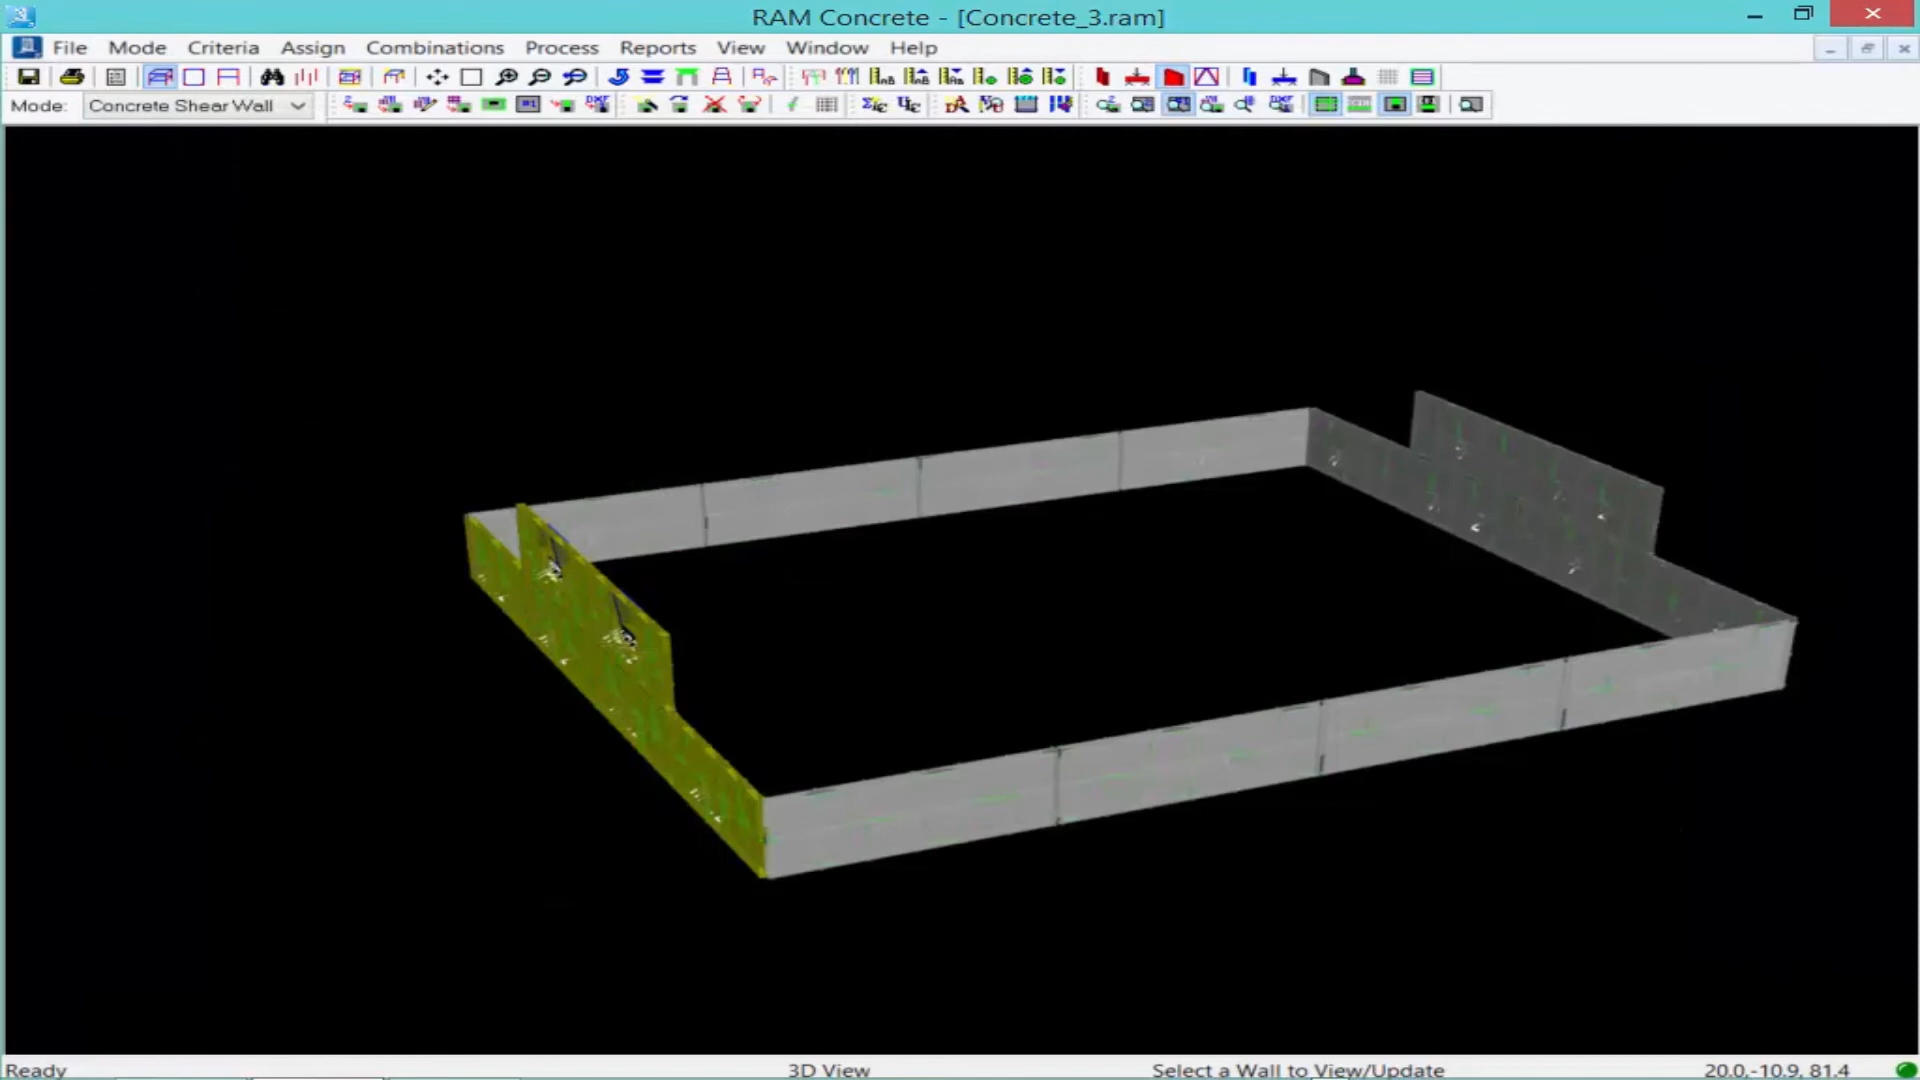 RAM Concrete - [Concrete_3.ram]
File Mode Criteria Assign Combinations Process Reports View Window Help
Mode: Concrete Shear Wall
Ready 3D View Select a Wall to View/Update 20.0,-10.9, 81.4